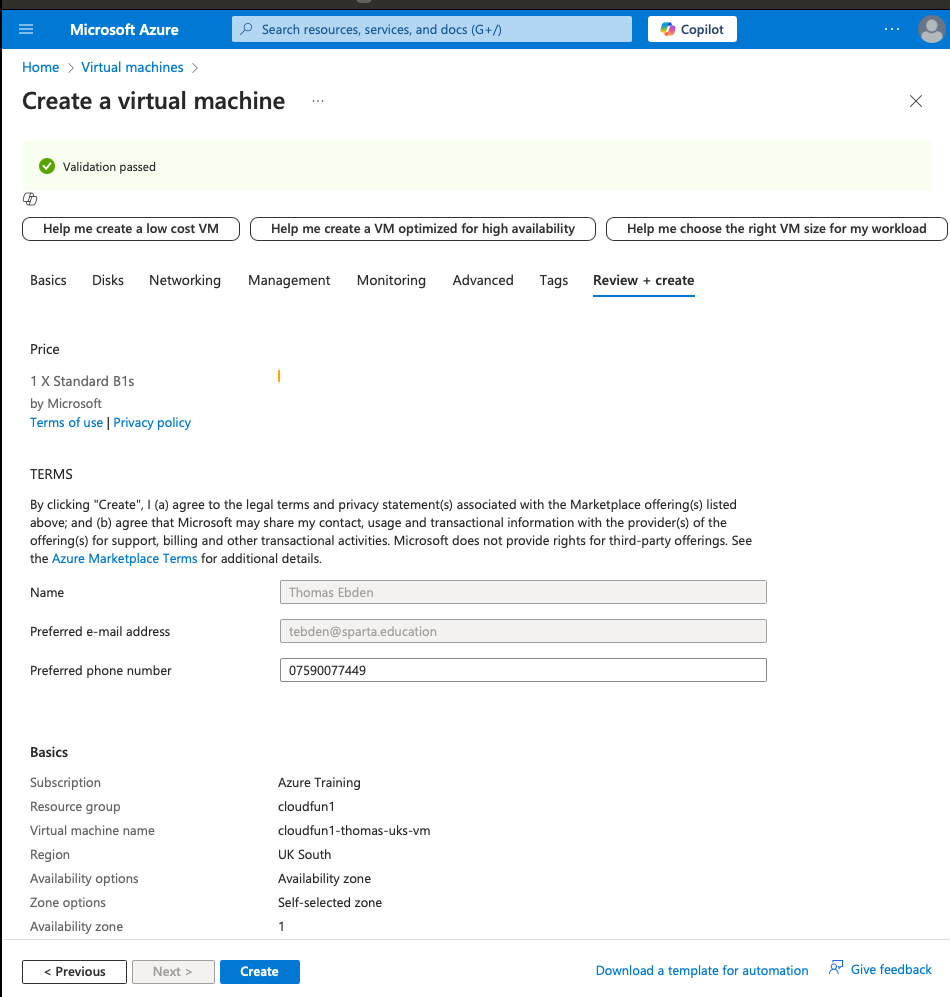 Microsoft Azure
Search resources, services, and docs (G+/)
Copilot
Home > Virtual machines >
Create a virtual machine ...
Validation passed
Help me create a low cost VM
Help me create a VM optimized for high availability
Help me choose the right VM size for my workload
Basics Disks Networking Management Monitoring Advanced Tags Review + create
Price
1 X Standard B1s
by Microsoft
Terms of use | Privacy policy
TERMS
By clicking "Create", I (a) agree to the legal terms and privacy statement(s) associated with the Marketplace offering(s) listed
above; and (b) agree that Microsoft may share my contact, usage and transactional information with the provider(s) of the
offering(s) for support, billing and other transactional activities. Microsoft does not provide rights for third-party offerings. See
the Azure Marketplace Terms for additional details.
Name Thomas Ebden
Preferred e-mail address tebden@sparta.education
Preferred phone number 07590077449
Basics
Subscription Azure Training
Resource group cloudfun1
Virtual machine name cloudfun1-thomas-uks-vm
Region UK South
Availability options Availability zone
Zone options Self-selected zone
Availability zone 1
< Previous Next > Create Download a template for automation Give feedback